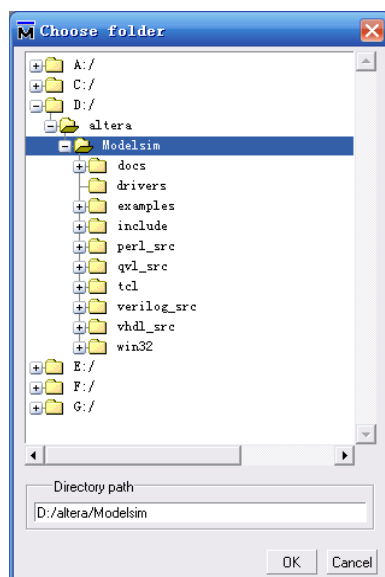 Choose folder
A:/
C:/
D:/
altera
Modelsim
docs
drivers
examples
include
perl_src
qvl_src
tcl
verilog_src
vhdl_src
win32
E:/
F:/
G:/
Directory path
D:/altera/Modelsim
OK Cancel